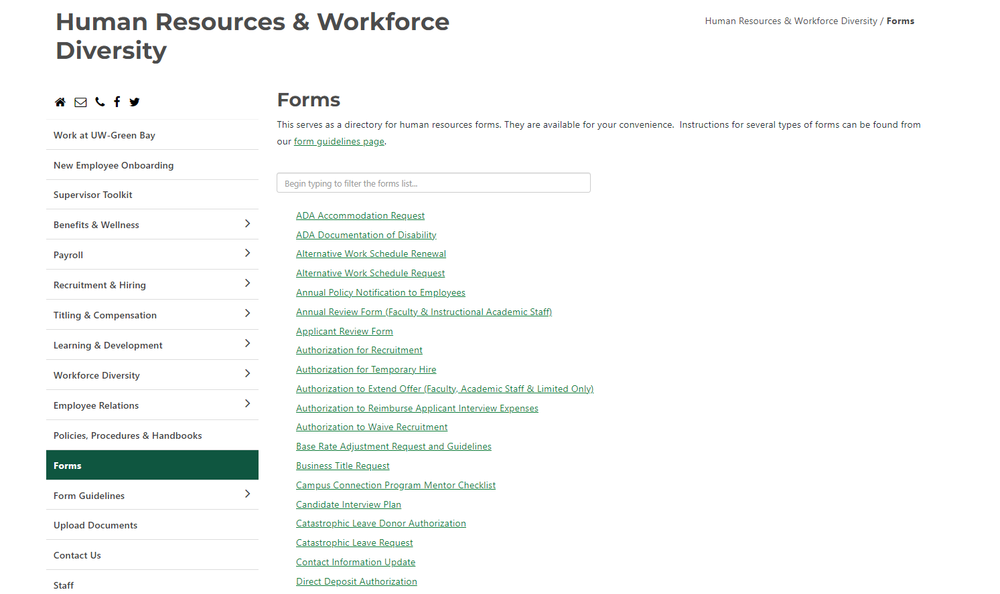 Human Resources & Workforce
Diversity
Human Resources & Workforce Diversity / Forms
Work at UW-Green Bay
New Employee Onboarding
Supervisor Toolkit
Benefits & Wellness
Payroll
Recruitment & Hiring
Titling & Compensation
Learning & Development
Workforce Diversity
Employee Relations
Policies, Procedures & Handbooks
Forms
Form Guidelines
Upload Documents
Contact Us
Staff
Forms
This serves as a directory for human resources forms. They are available for your convenience.  Instructions for several types of forms can be found from
our form guidelines page.
Begin typing to filter the forms list...
ADA Accommodation Request
ADA Documentation of Disability
Alternative Work Schedule Renewal
Alternative Work Schedule Request
Annual Policy Notification to Employees
Annual Review Form (Faculty & Instructional Academic Staff)
Applicant Review Form
Authorization for Recruitment
Authorization for Temporary Hire
Authorization to Extend Offer (Faculty, Academic Staff & Limited Only)
Authorization to Reimburse Applicant Interview Expenses
Authorization to Waive Recruitment
Base Rate Adjustment Request and Guidelines
Business Title Request
Campus Connection Program Mentor Checklist
Candidate Interview Plan
Catastrophic Leave Donor Authorization
Catastrophic Leave Request
Contact Information Update
Direct Deposit Authorization